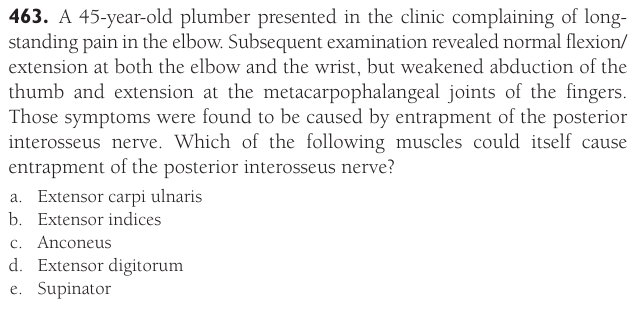 463. A 45-year-old plumber presented in the clinic complaining of long-
standing pain in the elbow. Subsequent examination revealed normal flexion/
extension at both the elbow and the wrist, but weakened abduction of the
thumb and extension at the metacarpophalangeal joints of the fingers.
Those symptoms were found to be caused by entrapment of the posterior
interosseus nerve. Which of the following muscles could itself cause
entrapment of the posterior interosseus nerve?
a. Extensor carpi ulnaris
b. Extensor indices
c. Anconeus
d. Extensor digitorum
e. Supinator